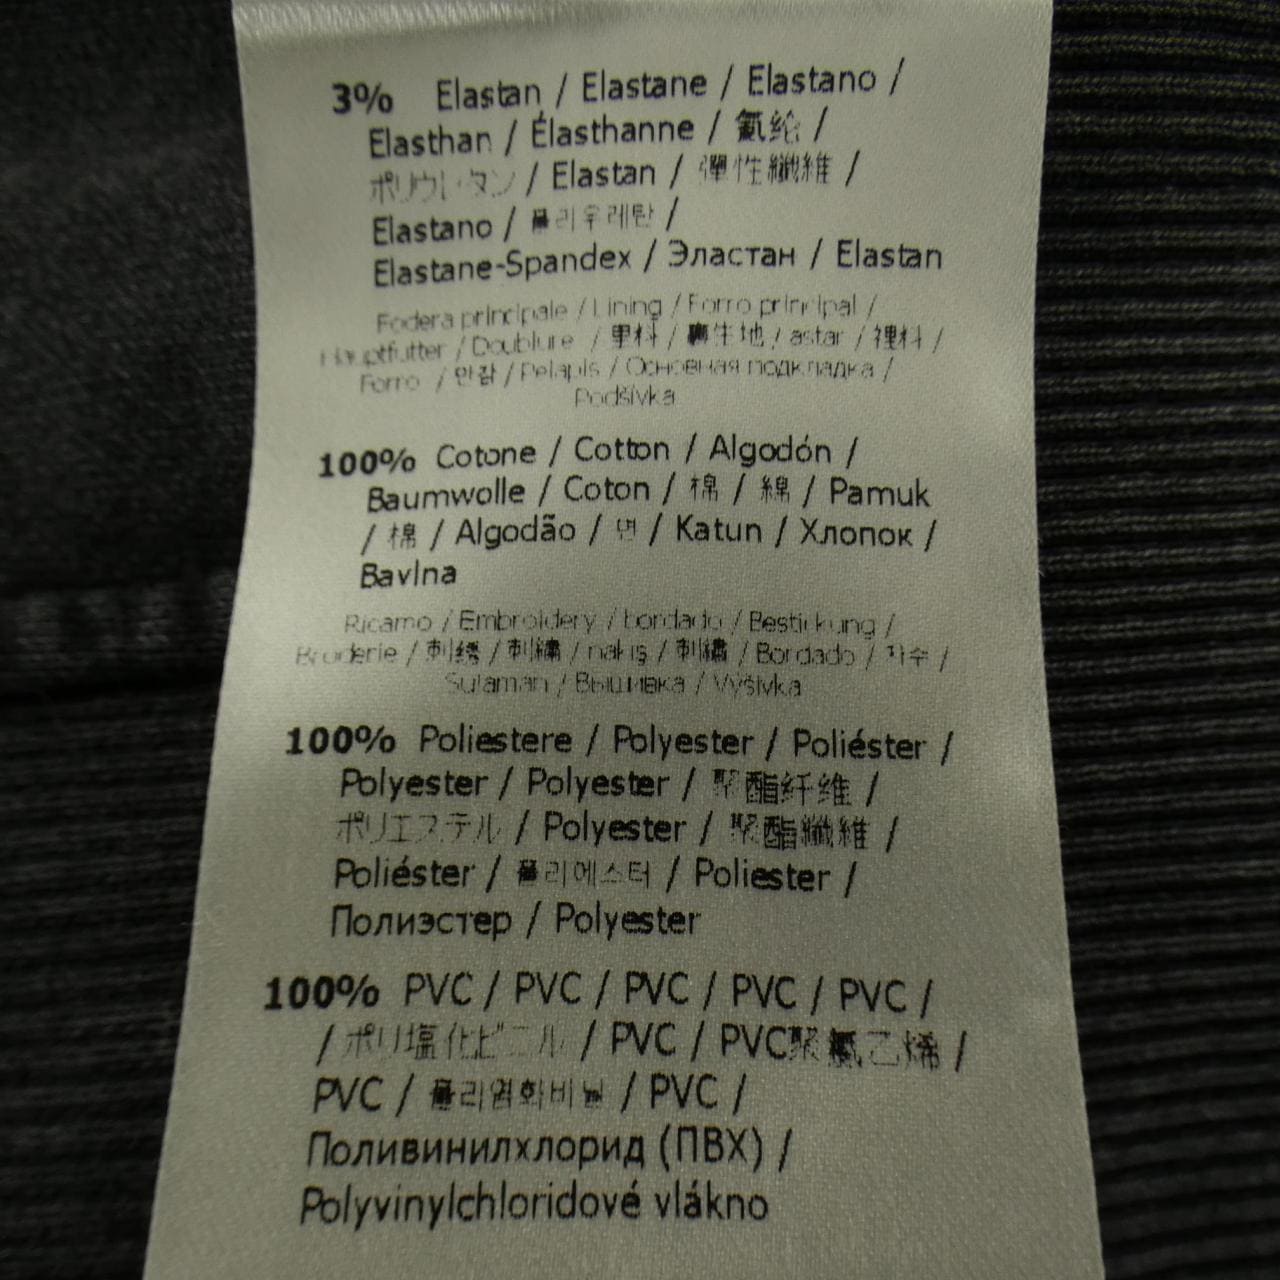 3% Elastan / Elastane / Elastano /
Elasthan / Élasthanne / 氨纶 /
ポリウレタン / Elastan / 彈性纖維 /
Elastano / 폴리우레탄 /
Elastane-Spandex / Эластан / Elastan
Fodera principale / Lining / Forro principal /
Hauptfutter / Doublure / 里料 / 裏生地 / astar / 裡料 /
Forro / 안감 / Pelapis / Основная подкладка /
Podšívka
100% Cotone / Cotton / Algodón /
Baumwolle / Coton / 棉 / 綿 / Pamuk
/ 棉 / Algodão / 면 / Katun / Хлопок /
Bavlna
Ricamo / Embroidery / bordado / Bestickung /
Broderie / 刺绣 / 刺繍 / nakış / 刺繡 / Bordado / 자수 /
Sulaman / Вышивка / Výšivka
100% Poliestere / Polyester / Poliéster /
Polyester / Polyester / 聚酯纤维 /
ポリエステル / Polyester / 聚酯纖維 /
Poliéster / 폴리에스터 / Poliester /
Полиэстер / Polyester
100% PVC / PVC / PVC / PVC / PVC /
/ ポリ塩化ビニル / PVC / PVC聚氯乙烯 /
PVC / 폴리염화비닐 / PVC /
Поливинилхлорид (ПВХ) /
Polyvinylchloridové vlákno